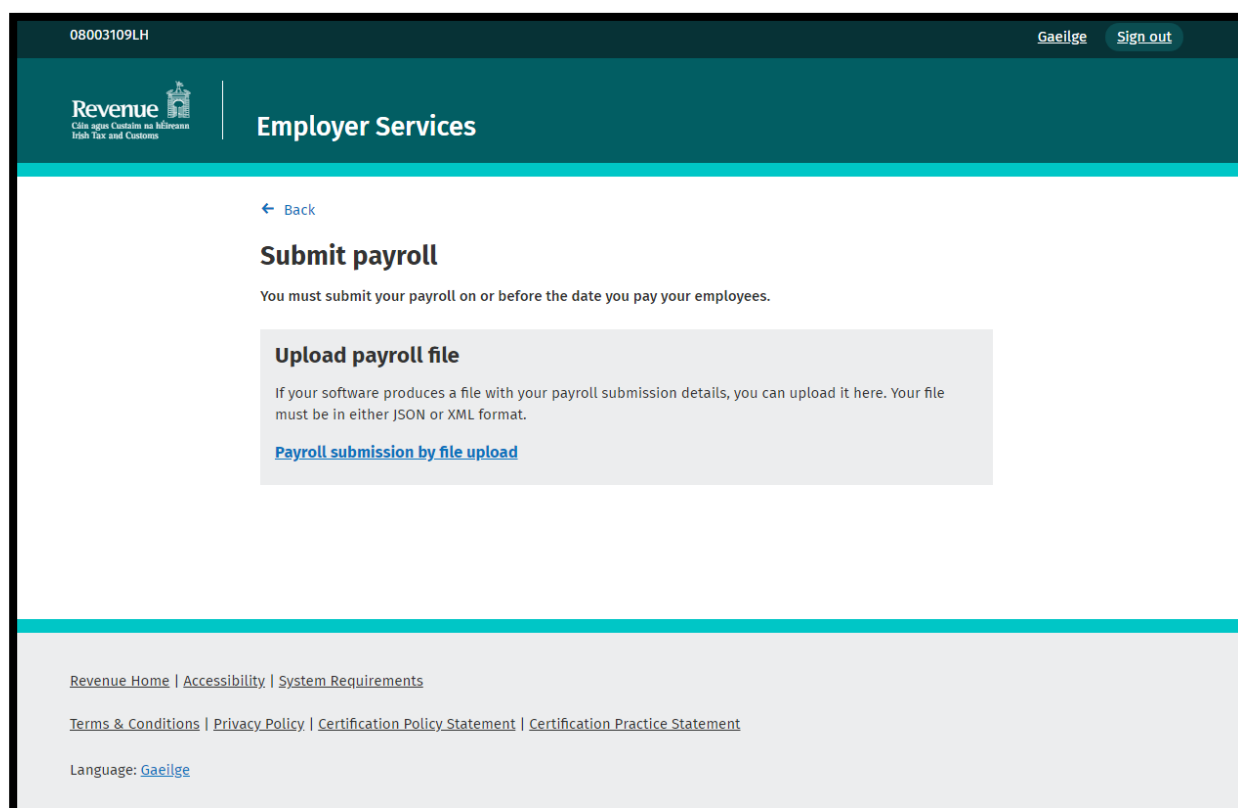 08003109LH
Gaeilge Sign out
Revenue
Cáin agus Custaim na hÉireann
Irish Tax and Customs
Employer Services
← Back
Submit payroll
You must submit your payroll on or before the date you pay your employees.
Upload payroll file
If your software produces a file with your payroll submission details, you can upload it here. Your file
must be in either JSON or XML format.
Payroll submission by file upload
Revenue Home | Accessibility | System Requirements
Terms & Conditions | Privacy Policy | Certification Policy Statement | Certification Practice Statement
Language: Gaeilge